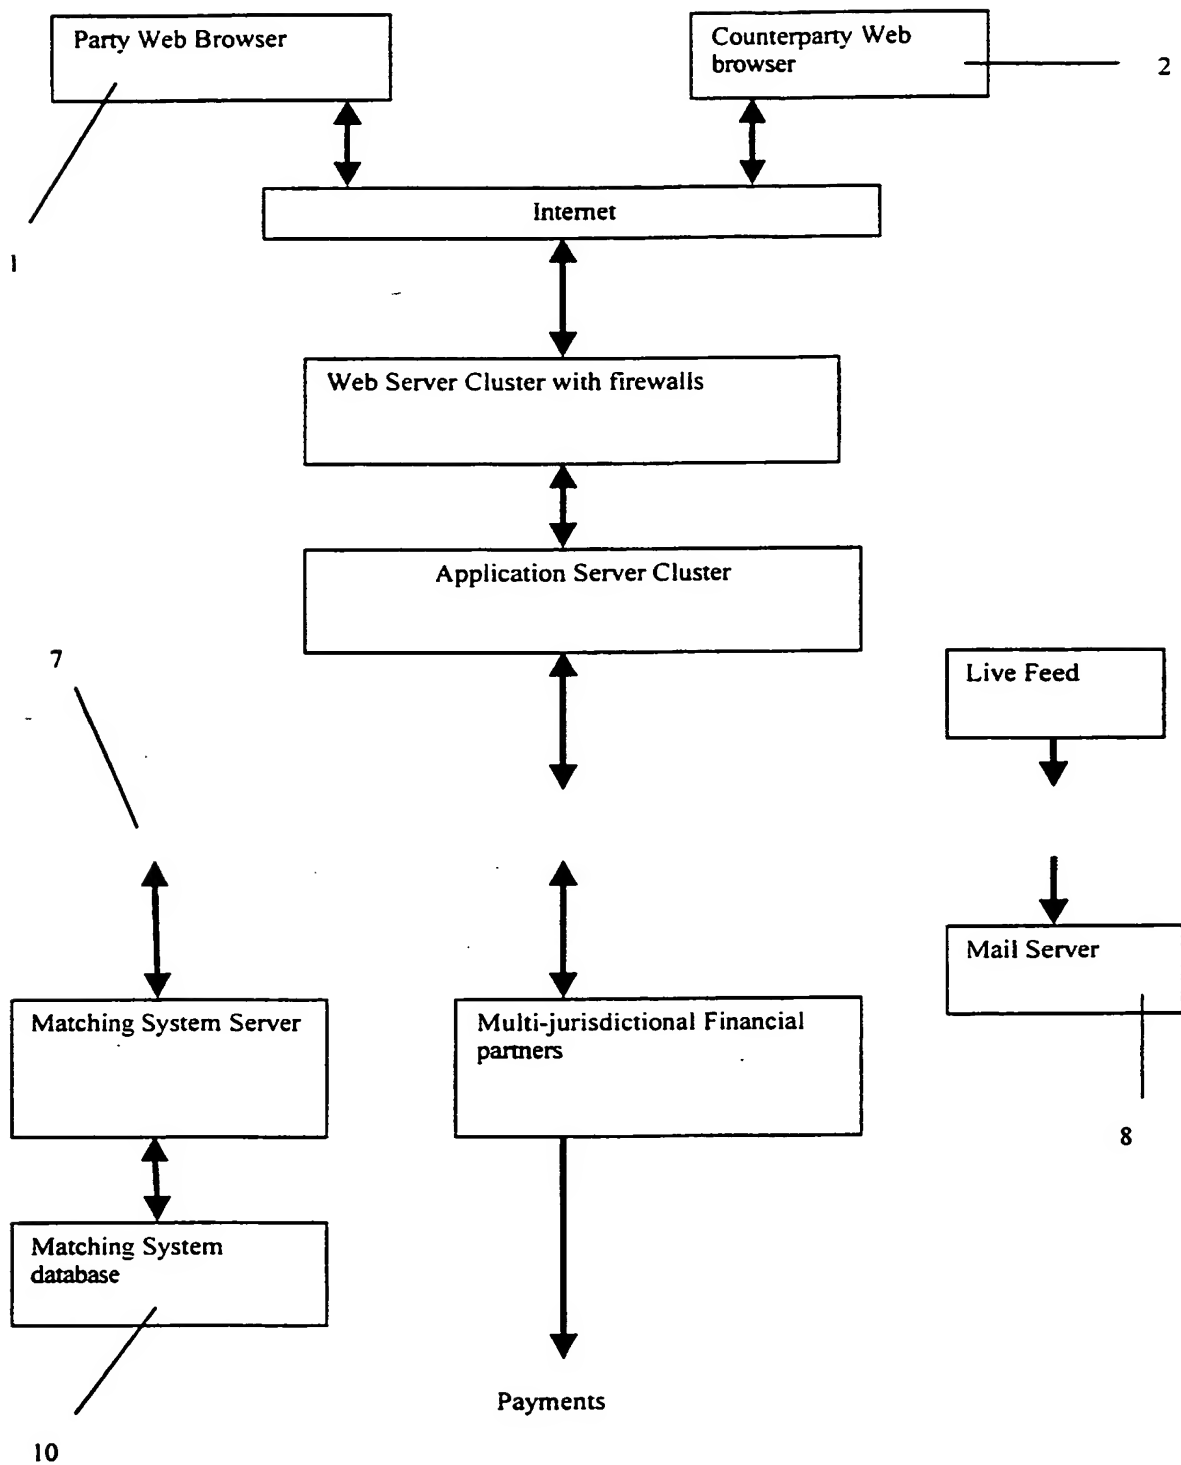 Party Web Browser
Counterparty Web
browser
2
Internet
1
Web Server Cluster with firewalls
Application Server Cluster
7
Live Feed
Mail Server
Matching System Server
Multi-jurisdictional Financial
partners
8
Matching System
database
Payments
10